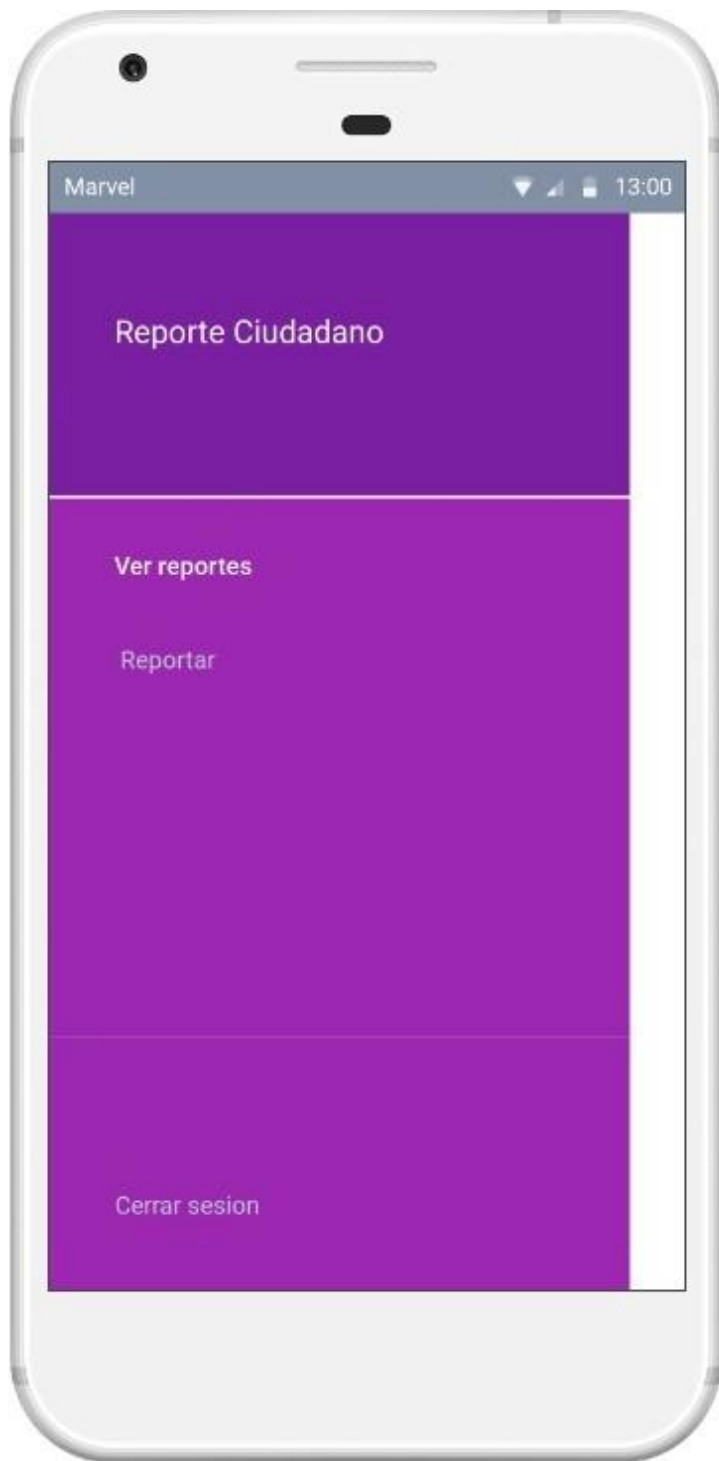 Marvel 13:00
Reporte Ciudadano
Ver reportes
Reportar
Cerrar sesion